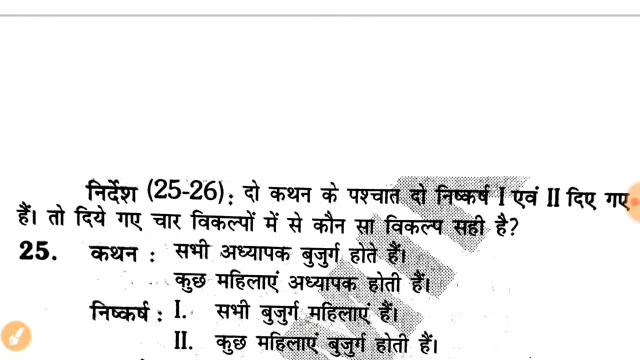 निर्देश (25-26): दो कथन के पश्चात दो निष्कर्ष I एवं II दिए गए
हैं। तो दिये गए चार विकल्पों में से कौन सा विकल्प सही है?
25. कथन : सभी अध्यापक बुजुर्ग होते हैं।
कुछ महिलाएं अध्यापक होती हैं।
निष्कर्ष : I. सभी बुजुर्ग महिलाएं हैं।
II. कुछ महिलाएं बुजुर्ग होती हैं।